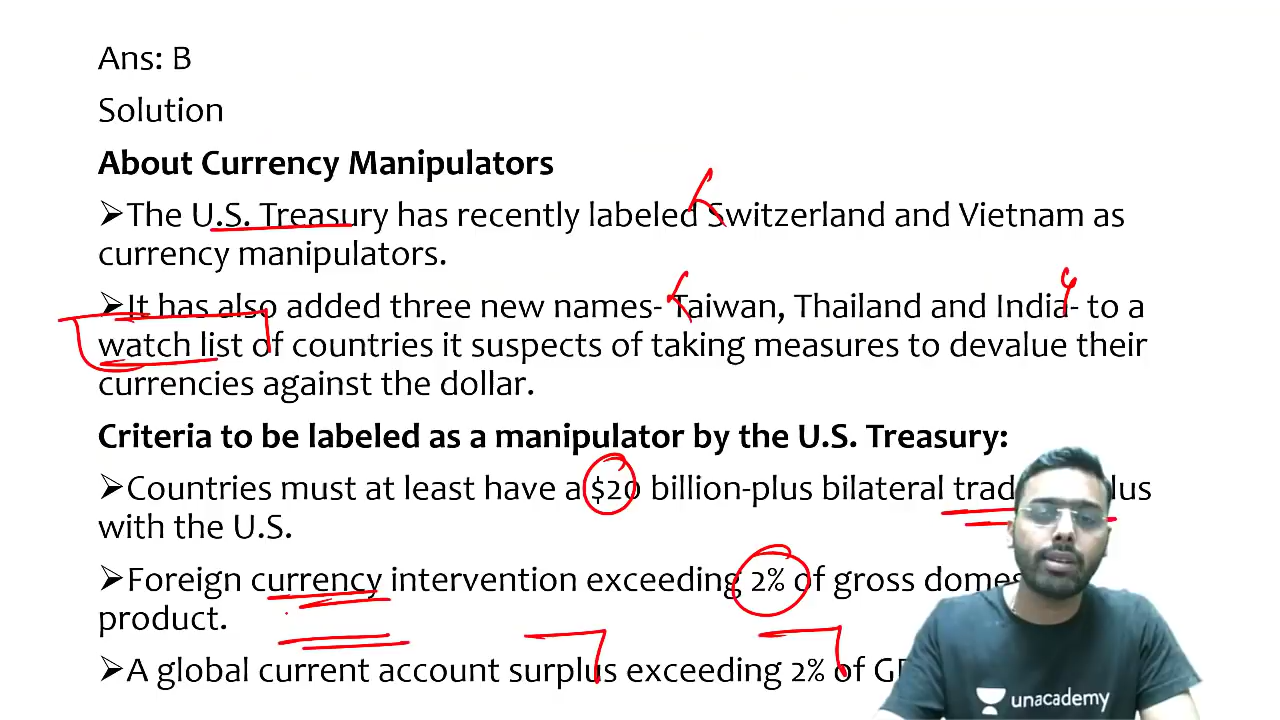 Ans: B
Solution
About Currency Manipulators
➢The U.S. Treasury has recently labeled Switzerland and Vietnam as
currency manipulators.
➢It has also added three new names- Taiwan, Thailand and India- to a
watch list of countries it suspects of taking measures to devalue their
currencies against the dollar.
Criteria to be labeled as a manipulator by the U.S. Treasury:
➢Countries must at least have a $20 billion-plus bilateral
with the U.S.
➢Foreign currency intervention exceeding 2% of gross
product.
➢A global current account surplus exceeding 2% of
unacademy